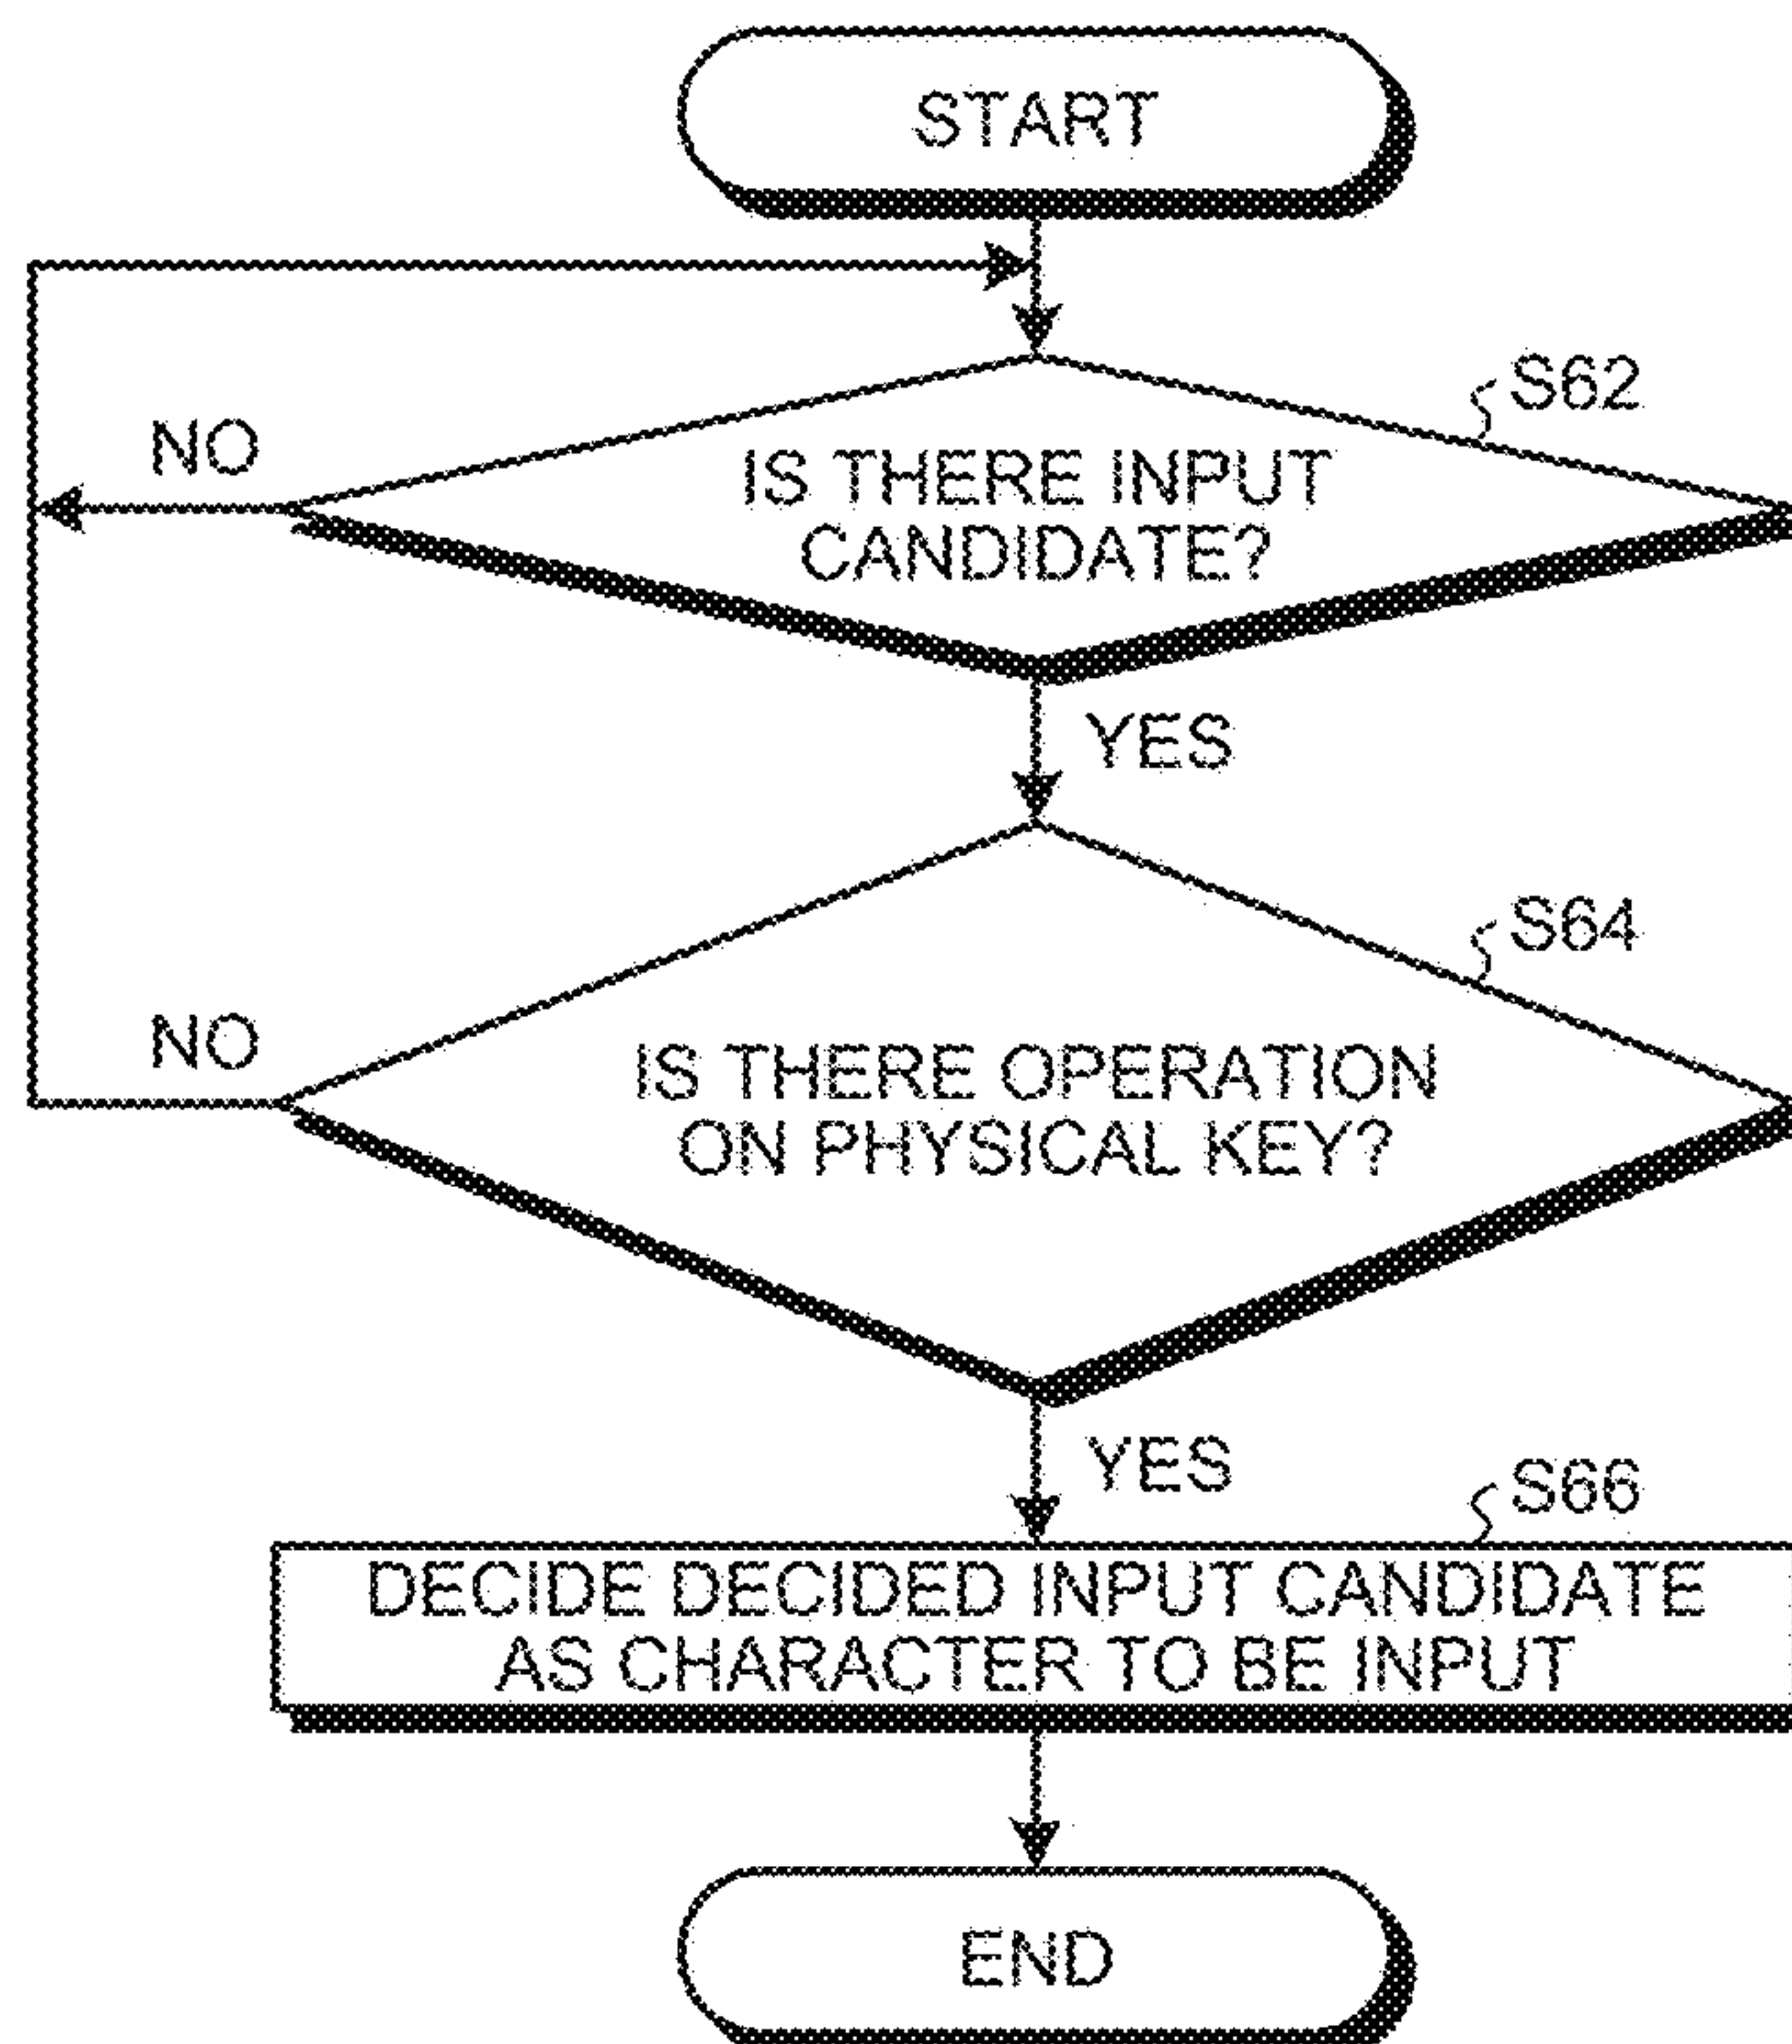 START
S62
NO
IS THERE INPUT
CANDIDATE?
YES
S64
NO
IS THERE OPERATION
ON PHYSICAL KEY?
YES
S66
DECIDE DECIDED INPUT CANDIDATE
AS CHARACTER TO BE INPUT
END